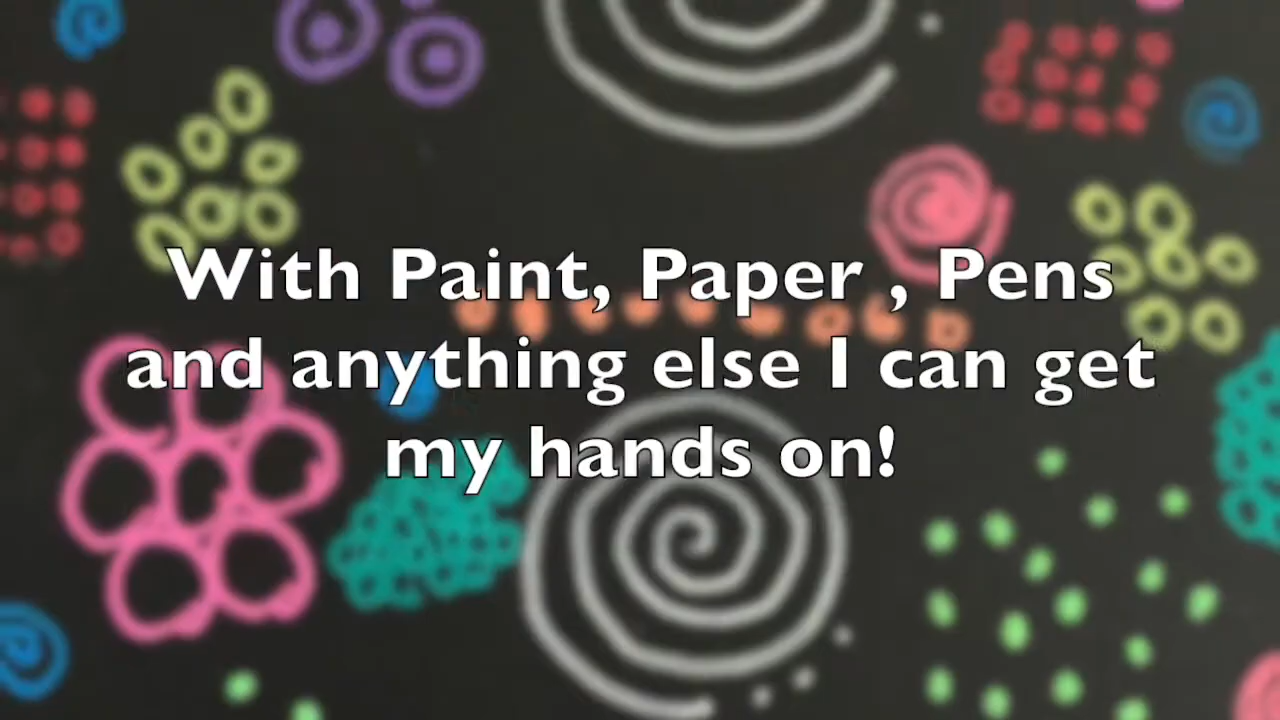 With Paint, Paper , Pens
and anything else I can get
my hands on!